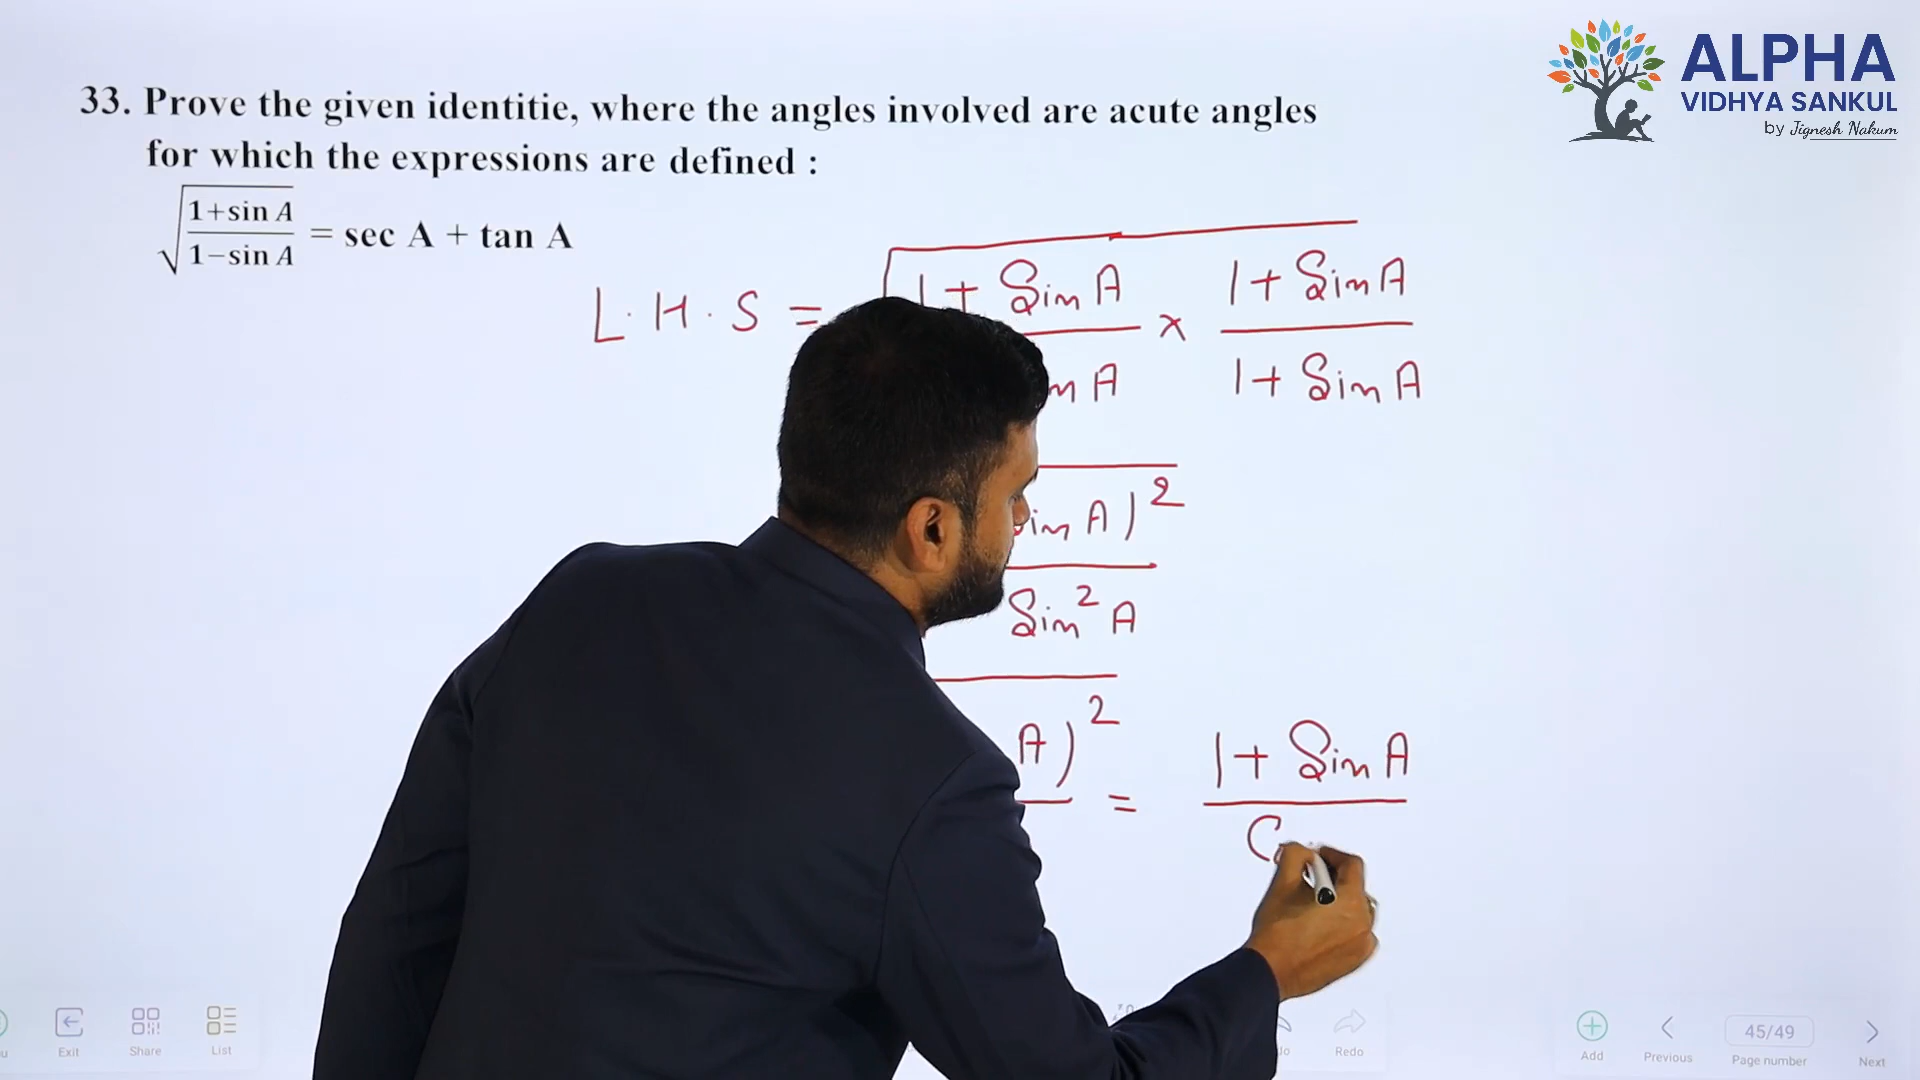 ALPHA
VIDHYA SANKUL
by Jignesh Nakum
33. Prove the given identitie, where the angles involved are acute angles
for which the expressions are defined :
√(1+sin A / 1−sin A) = sec A + tan A
L.H.S = √ 1 + Sin A × 1 + Sin A
A 1 + Sin A
A)²
Sin² A
A)² = 1 + Sin A
Exit
Share
List
Redo
Add
Previous
45/49
Page number
Next